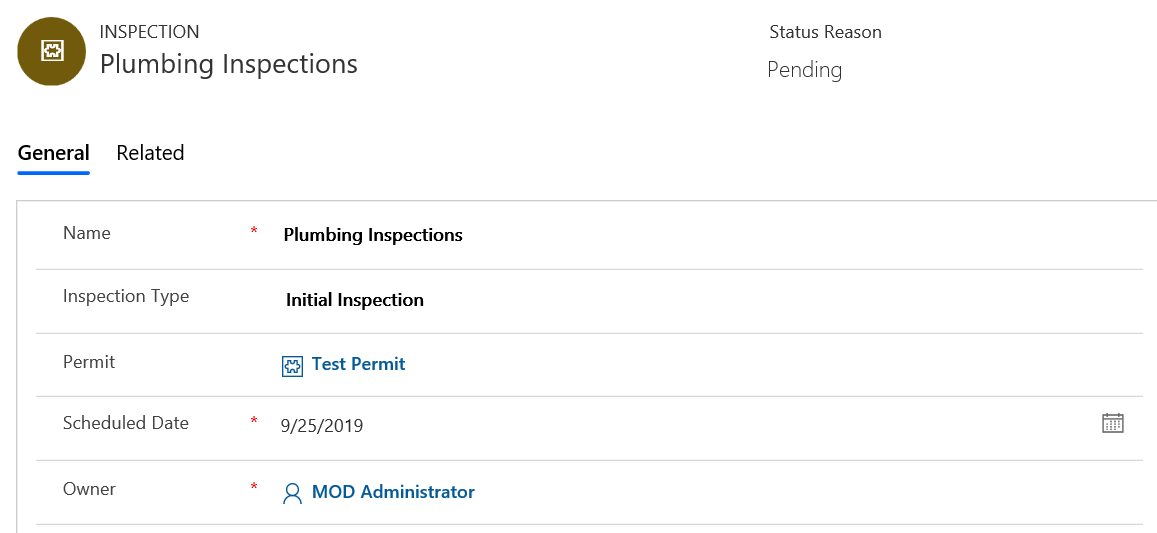 INSPECTION
Plumbing Inspections
Status Reason
Pending
General Related
Name * Plumbing Inspections
Inspection Type Initial Inspection
Permit Test Permit
Scheduled Date * 9/25/2019
Owner * MOD Administrator